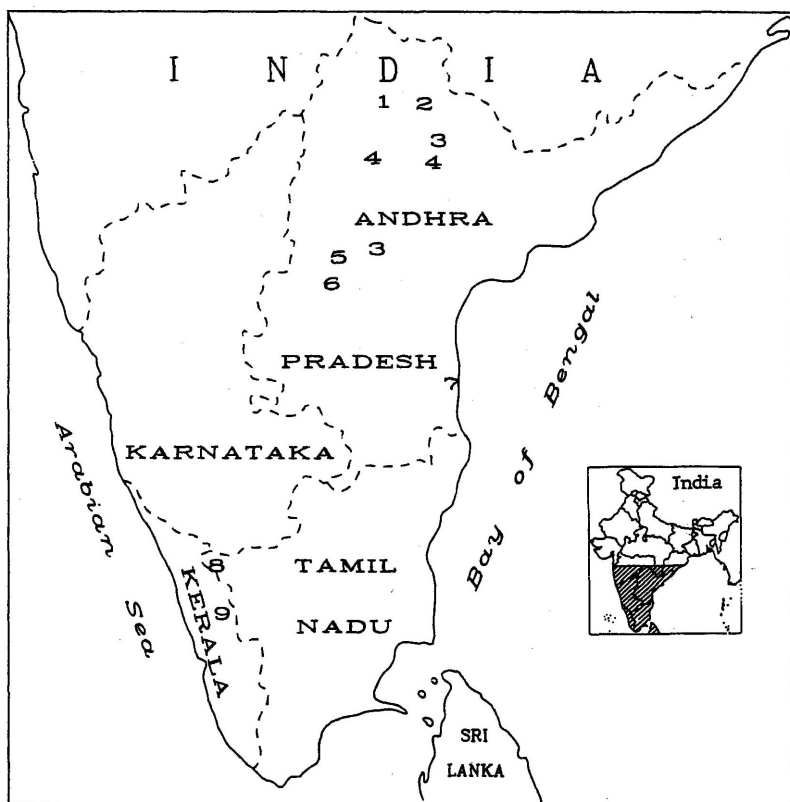 I N D I A
1 2
3
4 4
ANDHRA
5 3
6
PRADESH
Bay of Bengal
Arabian Sea
KARNATAKA
India
8
TAMIL
KERALA
9
NADU
SRI
LANKA